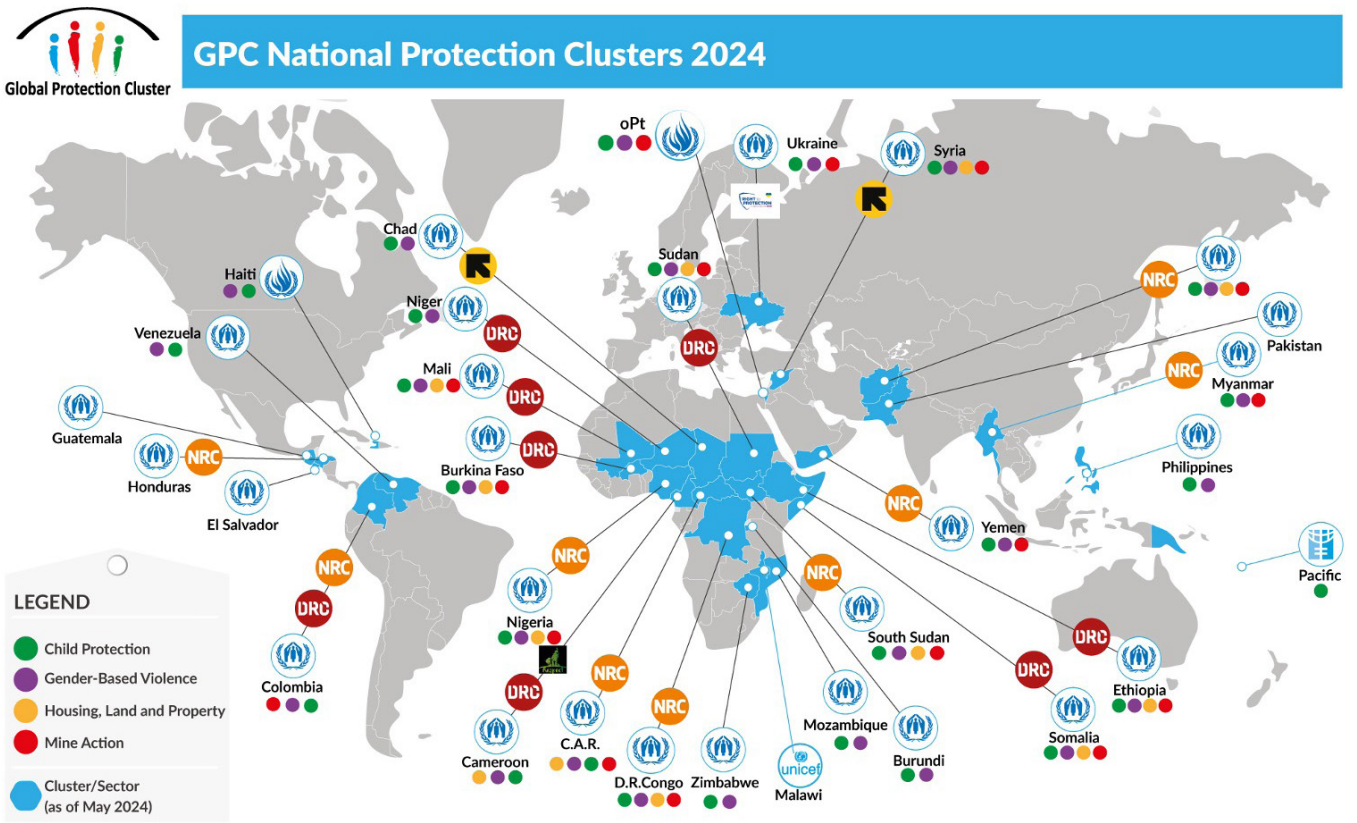 Global Protection Cluster
GPC National Protection Clusters 2024
oPt
Ukraine
Syria
RIGHT
PROTECTION
Chad
Sudan
Haiti
Niger
DRC
NRC
Venezuela
DRC
Pakistan
Mali
DRC
NRC
Myanmar
Guatemala
Burkina Faso
DRC
Philippines
Honduras
NRC
El Salvador
NRC
Yemen
Pacific
NRC
DRC
Colombia
NRC
Nigeria
NRC
South Sudan
DRC
Ethiopia
DRC
Somalia
DRC
Cameroon
NRC
C.A.R.
NRC
D.R.Congo
Zimbabwe
unicef
Malawi
Mozambique
Burundi
LEGEND
Child Protection
Gender-Based Violence
Housing, Land and Property
Mine Action
Cluster/Sector
(as of May 2024)